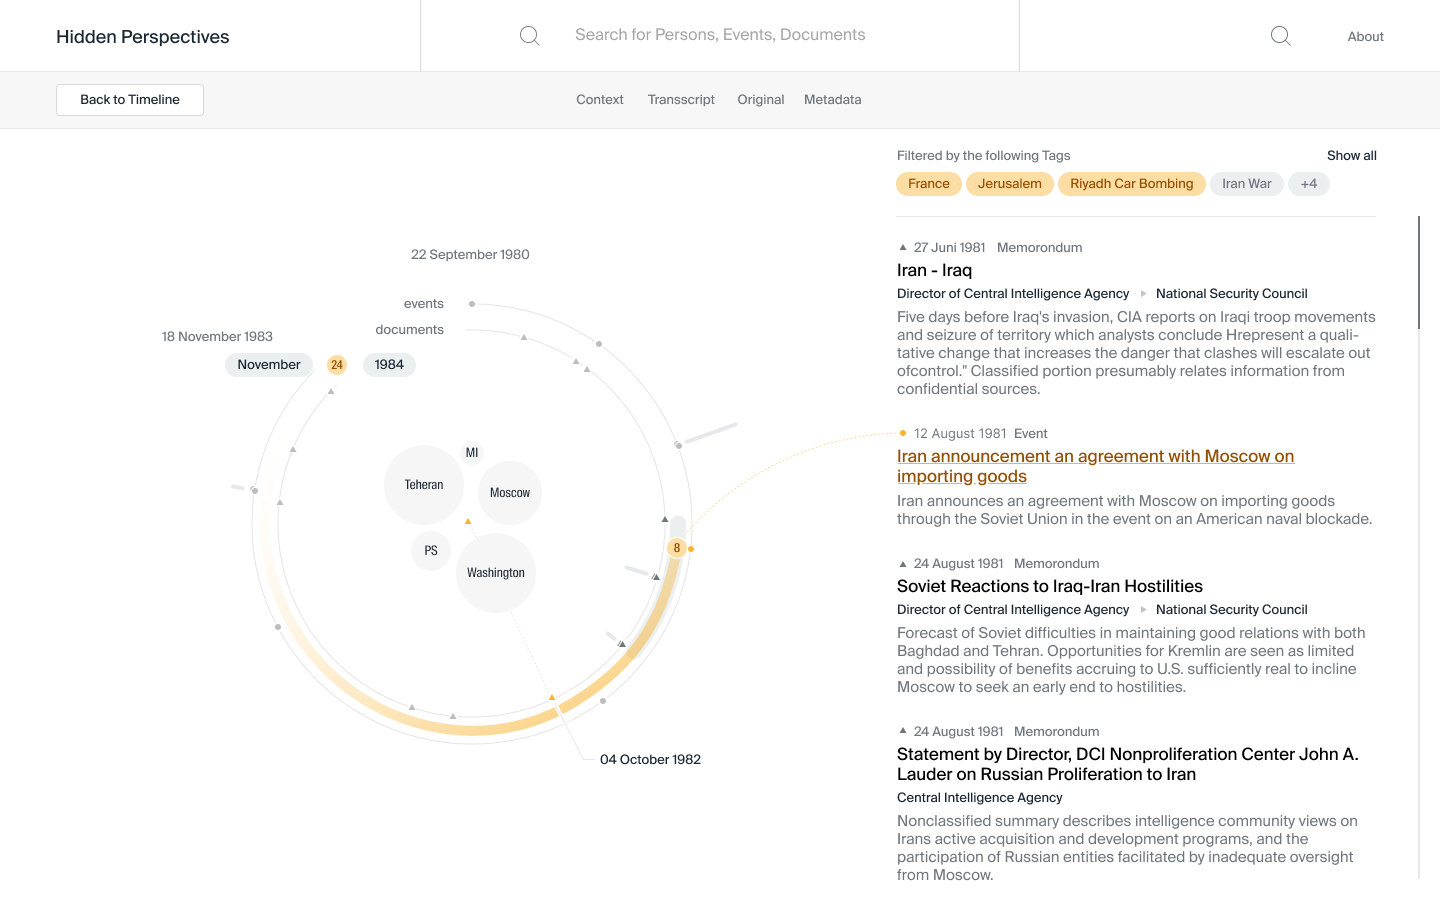 Hidden Perspectives
Search for Persons, Events, Documents
About
Back to Timeline
Context
Transscript
Original
Metadata
22 September 1980
events
documents
18 November 1983
November
24
1984
MI
Teheran
Moscow
PS
Washington
8
04 October 1982
Filtered by the following Tags
Show all
France
Jerusalem
Riyadh Car Bombing
Iran War
+4
27 Juni 1981 Memorandum
Iran - Iraq
Director of Central Intelligence Agency National Security Council
Five days before Iraq's invasion, CIA reports on Iraqi troop movements
and seizure of territory which analysts conclude Hrepresent a quali-
tative change that increases the danger that clashes will escalate out
ofcontrol." Classified portion presumably relates information from
confidential sources.
12 August 1981 Event
Iran announcement an agreement with Moscow on
importing goods
Iran announces an agreement with Moscow on importing goods
through the Soviet Union in the event on an American naval blockade.
24 August 1981 Memorandum
Soviet Reactions to Iraq-Iran Hostilities
Director of Central Intelligence Agency National Security Council
Forecast of Soviet difficulties in maintaining good relations with both
Baghdad and Tehran. Opportunities for Kremlin are seen as limited
and possibility of benefits accruing to U.S. sufficiently real to incline
Moscow to seek an early end to hostilities.
24 August 1981 Memorandum
Statement by Director, DCI Nonproliferation Center John A.
Lauder on Russian Proliferation to Iran
Central Intelligence Agency
Nonclassified summary describes intelligence community views on
Irans active acquisition and development programs, and the
participation of Russian entities facilitated by inadequate oversight
from Moscow.